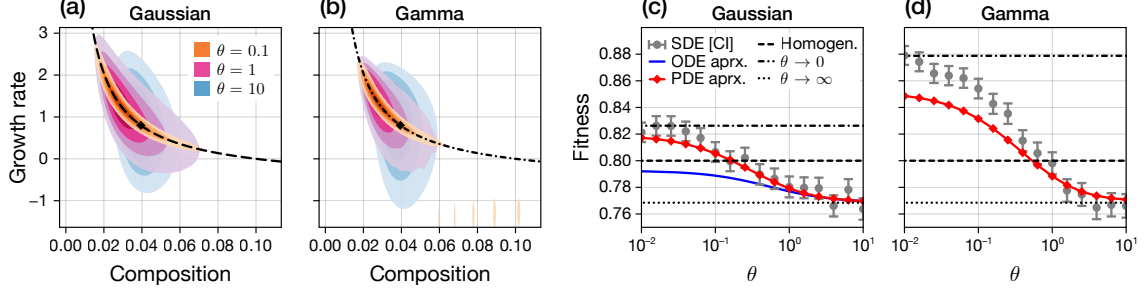 (a)
Gaussian
Growth rate
3
2
1
0
−1
θ = 0.1
θ = 1
θ = 10
0.00 0.02 0.04 0.06 0.08 0.10
Composition
(b)
Gamma
0.00 0.02 0.04 0.06 0.08 0.10
Composition
(c)
Gaussian
Fitness
0.88
0.86
0.84
0.82
0.80
0.78
0.76
SDE [CI]
ODE aprx.
PDE aprx.
Homogen.
θ → 0
θ → ∞
10⁻² 10⁻¹ 10⁰ 10¹
θ
(d)
Gamma
10⁻² 10⁻¹ 10⁰ 10¹
θ